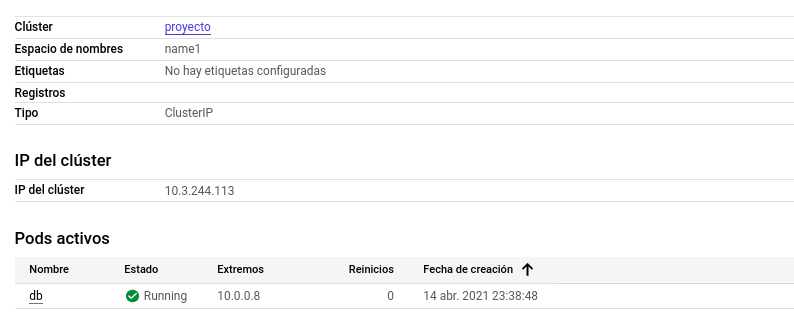 Clúster proyecto
Espacio de nombres name1
Etiquetas No hay etiquetas configuradas
Registros
Tipo ClusterIP
IP del clúster
IP del clúster 10.3.244.113
Pods activos
Nombre Estado Extremos Reinicios Fecha de creación
db Running 10.0.0.8 0 14 abr. 2021 23:38:48